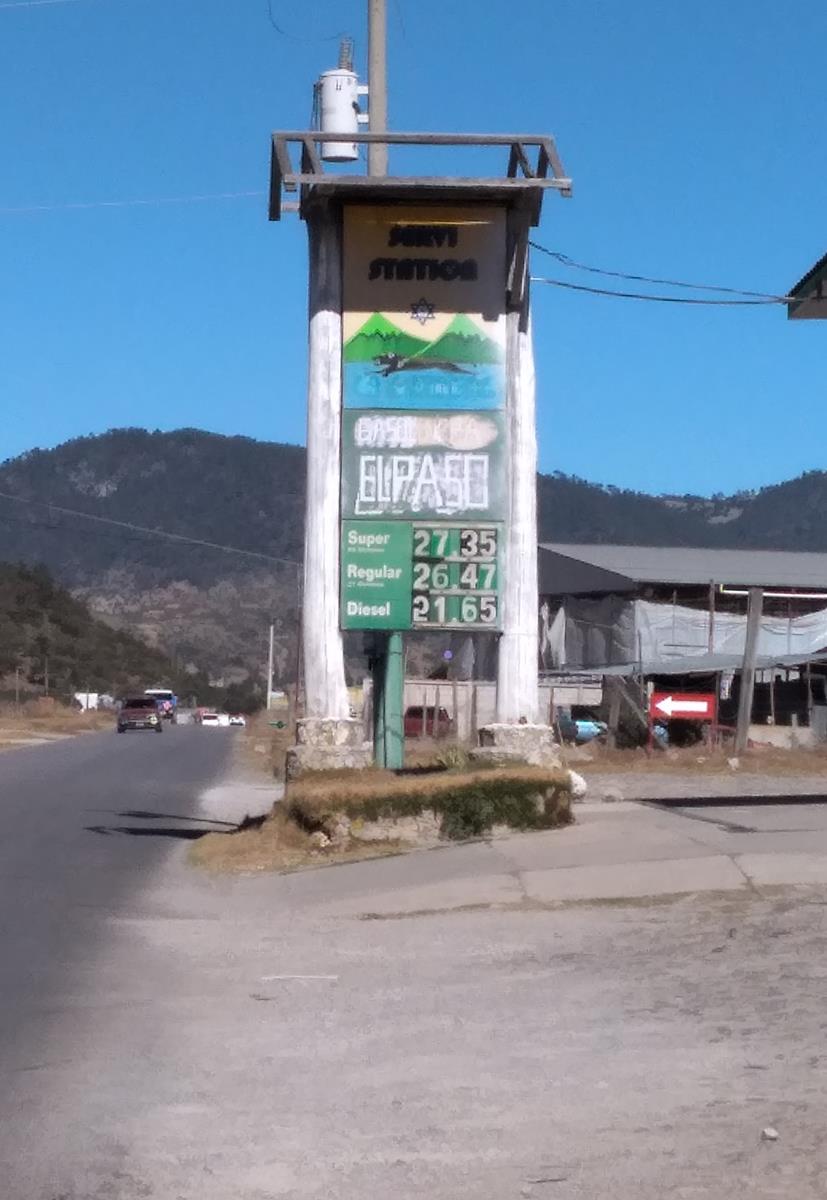 SERVI
STATION
EL PASO
Super 27.35
Regular 26.47
Diesel 21.65